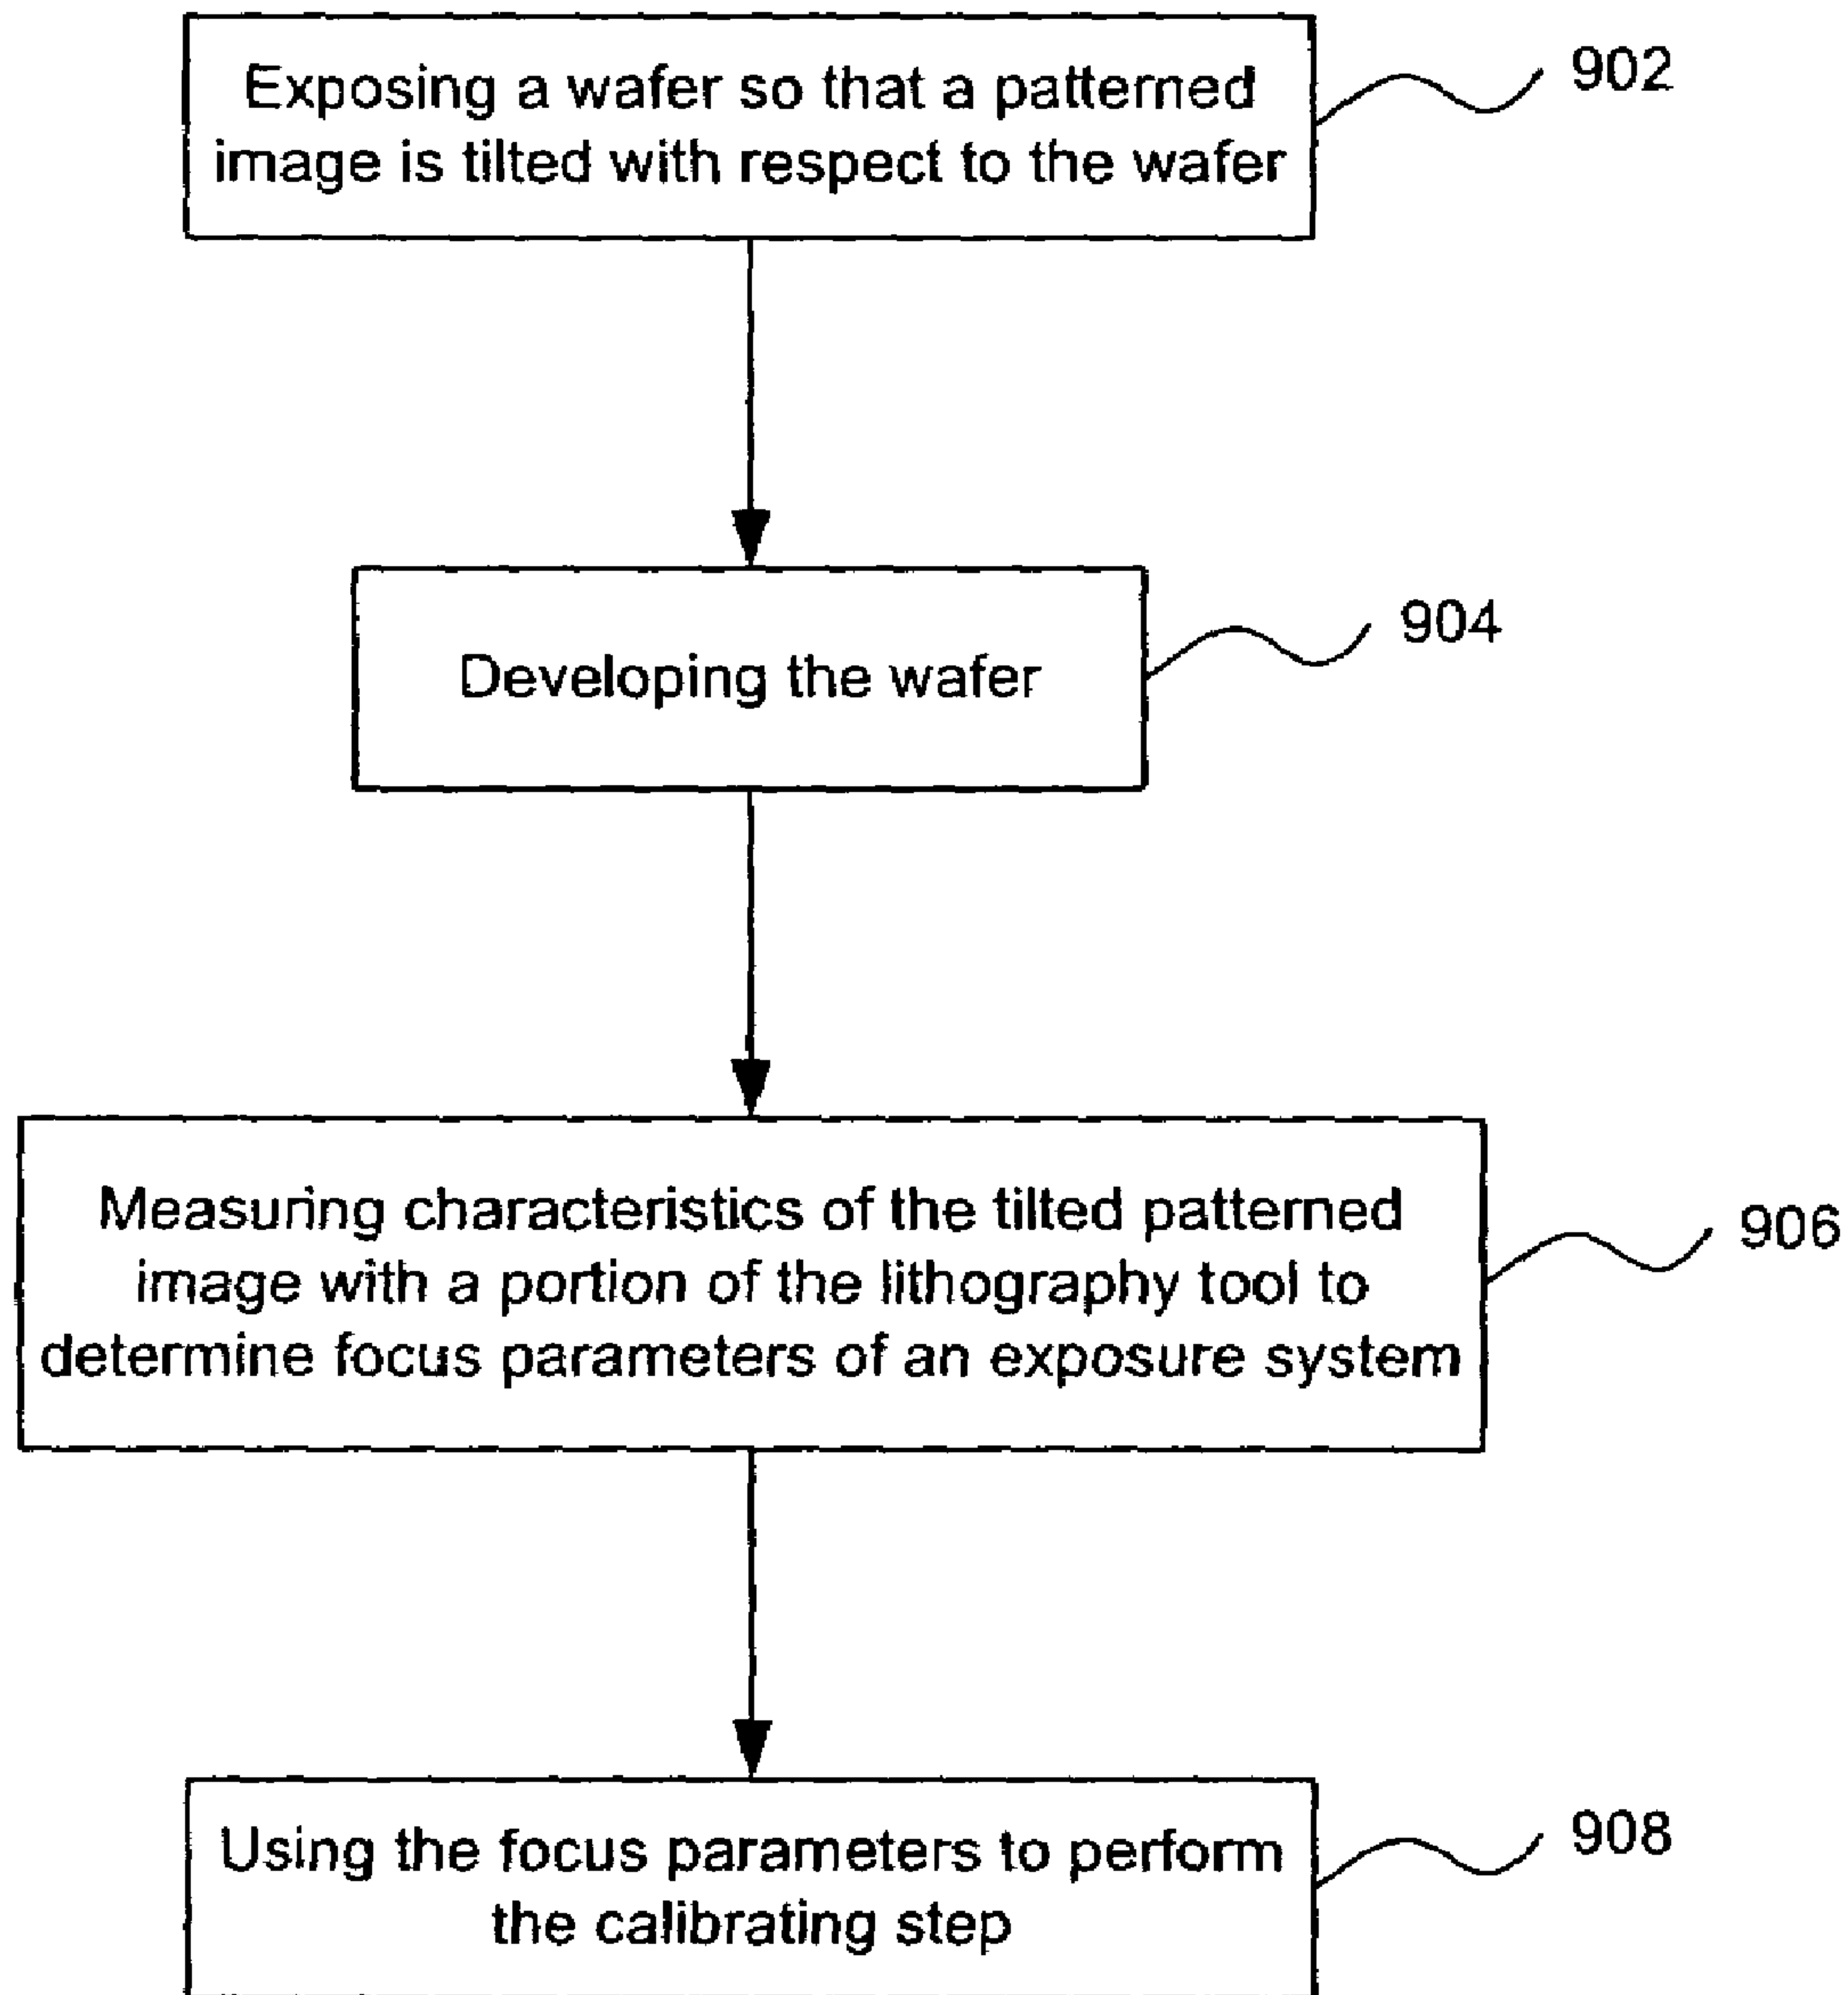 Exposing a wafer so that a patterned
image is tilted with respect to the wafer
902
Developing the wafer
904
Measuring characteristics of the tilted patterned
image with a portion of the lithography tool to
determine focus parameters of an exposure system
906
Using the focus parameters to perform
the calibrating step
908